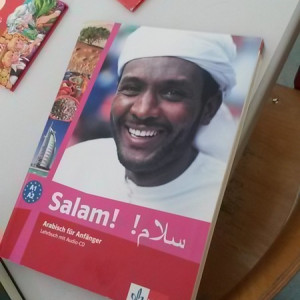 A1
A2
Salam! سلام!
Arabisch für Anfänger
Lehrbuch mit Audio-CD